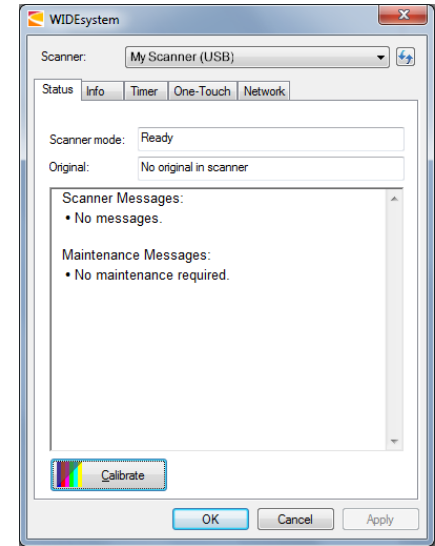 WIDEsystem
Scanner: My Scanner (USB)
Status Info Timer One-Touch Network
Scanner mode: Ready
Original: No original in scanner
Scanner Messages:
• No messages.
Maintenance Messages:
• No maintenance required.
Calibrate
OK Cancel Apply